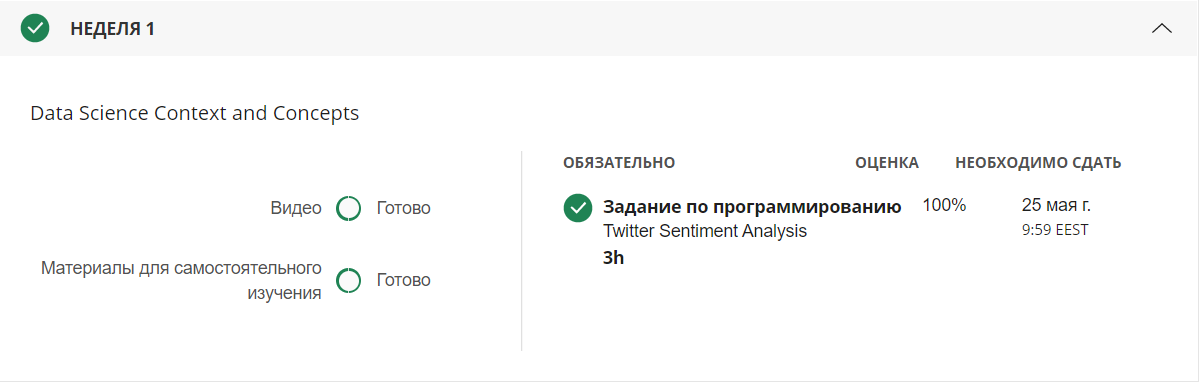 НЕДЕЛЯ 1
Data Science Context and Concepts
Видео Готово
Материалы для самостоятельного
изучения Готово
ОБЯЗАТЕЛЬНО ОЦЕНКА НЕОБХОДИМО СДАТЬ
Задание по программированию 100% 25 мая г.
Twitter Sentiment Analysis 9:59 EEST
3h